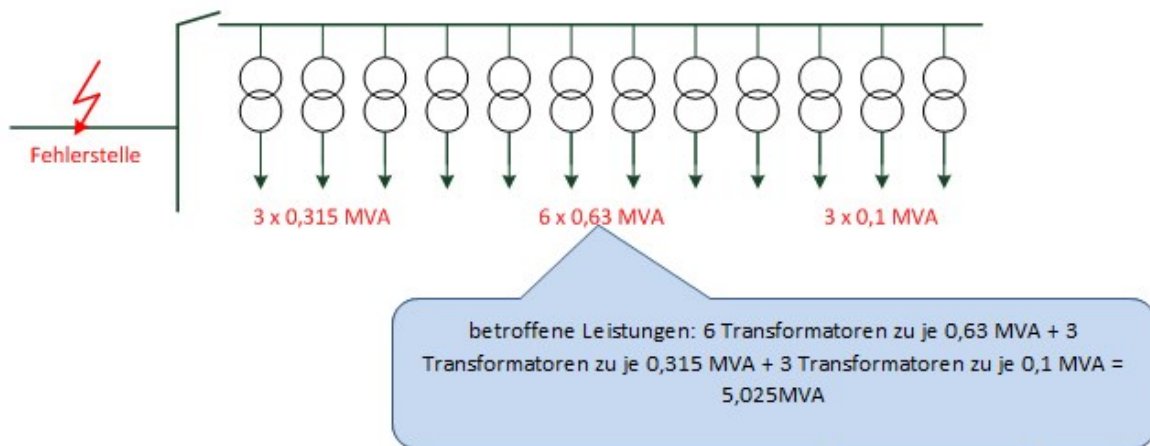 Fehlerstelle
3 x 0,315 MVA
6 x 0,63 MVA
3 x 0,1 MVA
betroffene Leistungen: 6 Transformatoren zu je 0,63 MVA + 3
Transformatoren zu je 0,315 MVA + 3 Transformatoren zu je 0,1 MVA =
5,025MVA